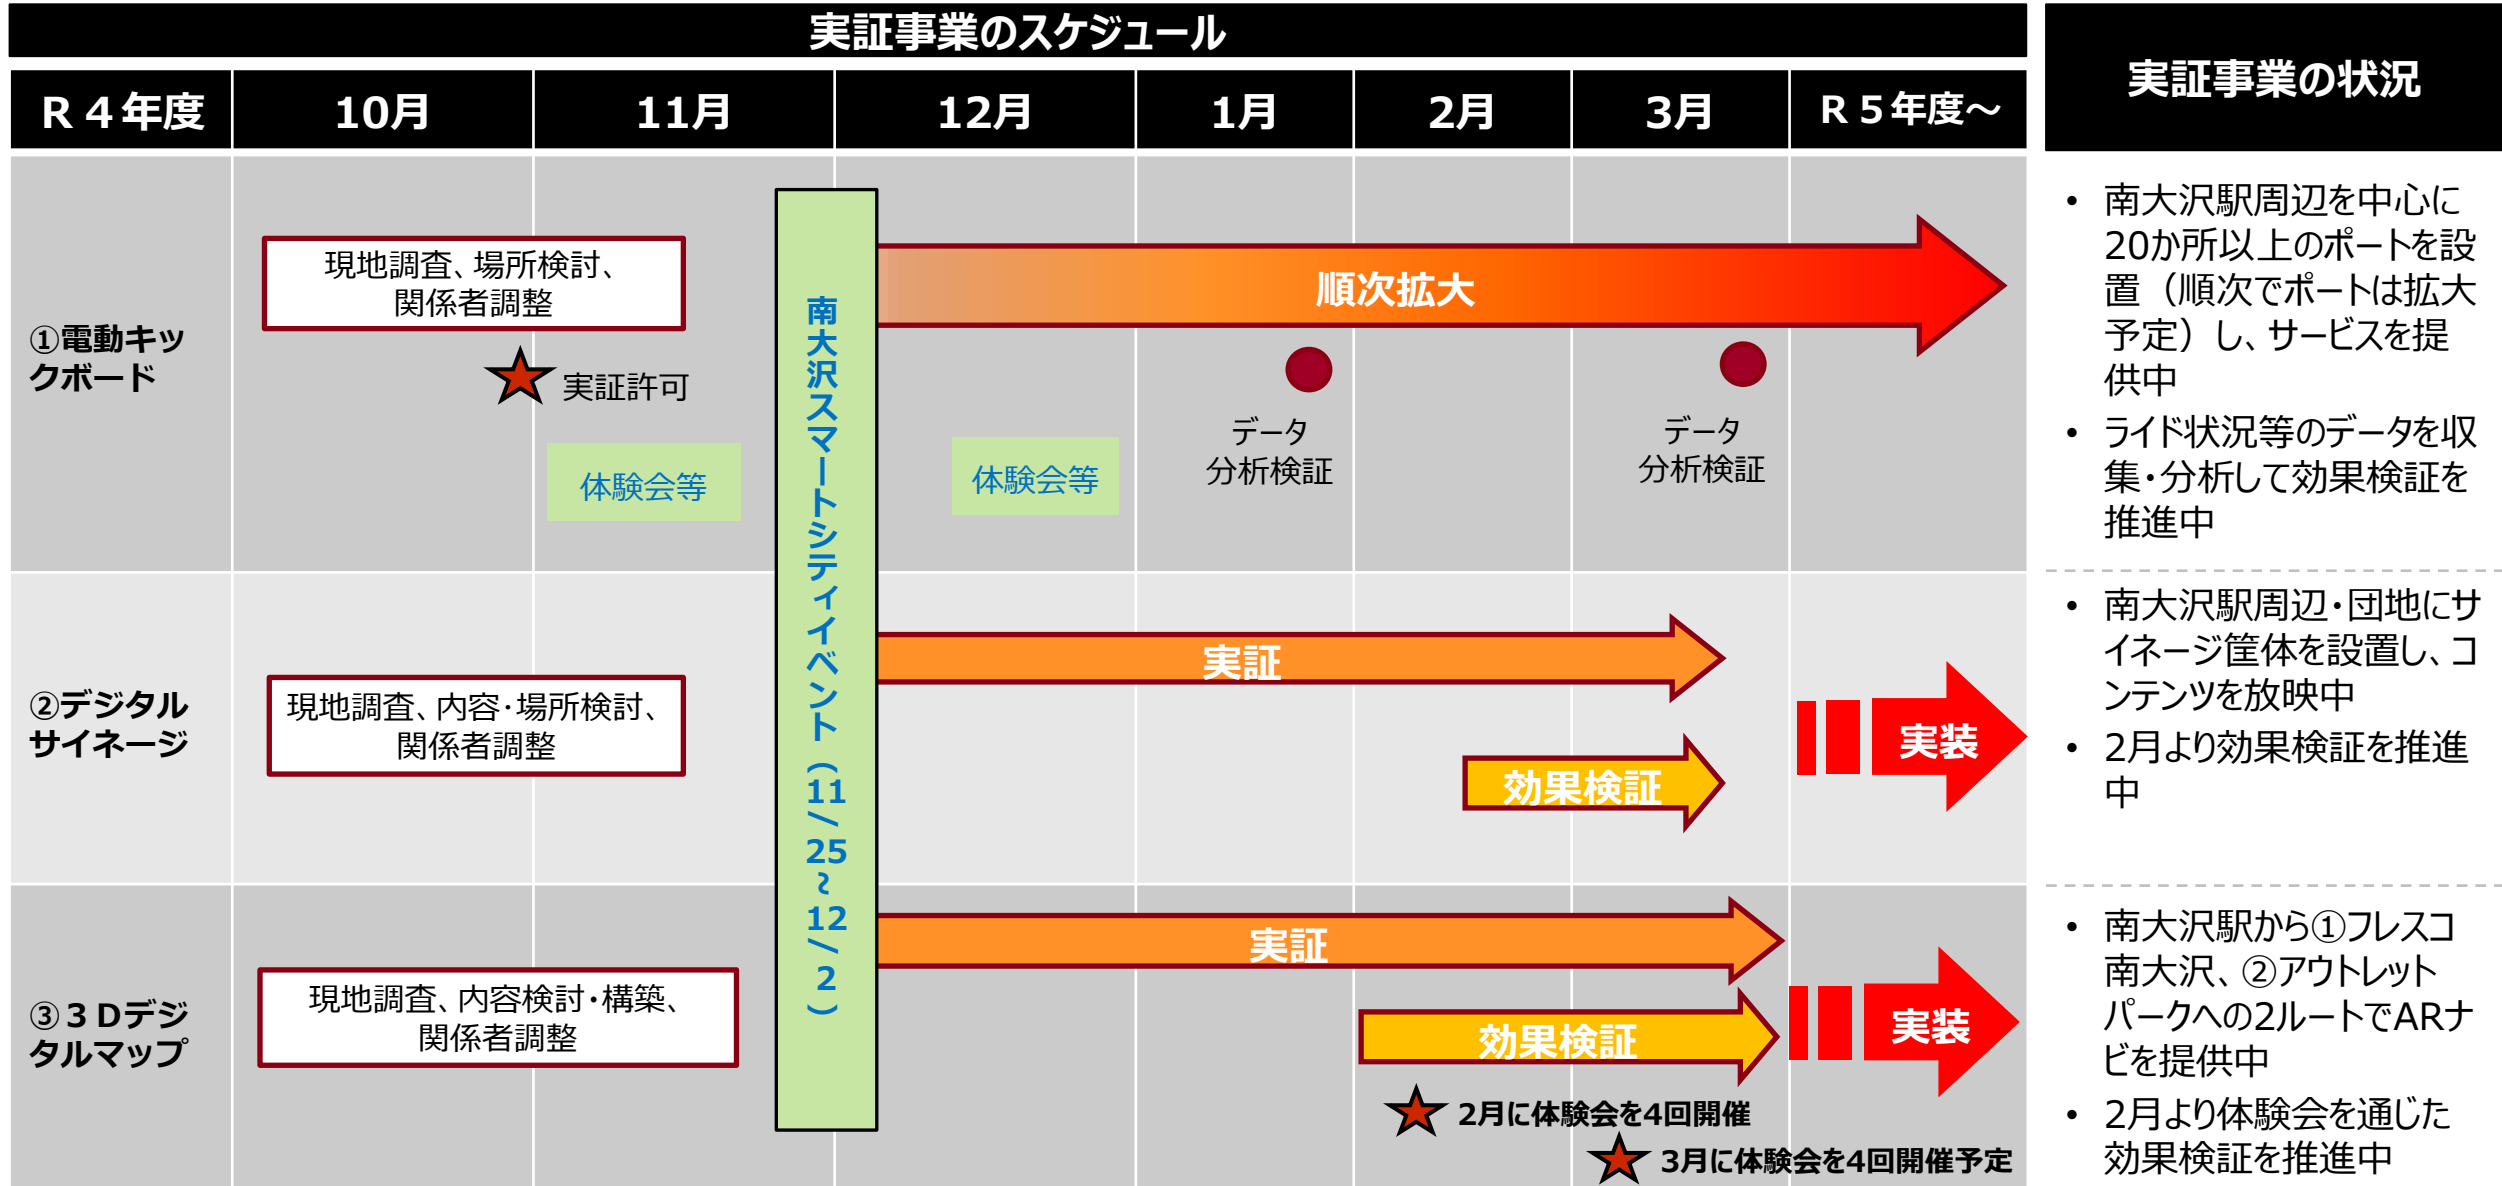 実証事業のスケジュール
実証事業の状況
R４年度
10月
11月
12月
1月
2月
3月
R５年度～
①電動キッ
クボード
現地調査、場所検討、
関係者調整
実証許可
体験会等
南大沢スマートシティイベント（11/25~12/2）
順次拡大
体験会等
データ
分析検証
データ
分析検証
• 南大沢駅周辺を中心に
20か所以上のポートを設
置（順次でポートは拡大
予定）し、サービスを提
供中
• ライド状況等のデータを収
集・分析して効果検証を
推進中
②デジタル
サイネージ
現地調査、内容・場所検討、
関係者調整
実証
効果検証
実装
• 南大沢駅周辺・団地にサ
イネージ筐体を設置し、コ
ンテンツを放映中
• 2月より効果検証を推進
中
③３Dデジ
タルマップ
現地調査、内容検討・構築、
関係者調整
実証
効果検証
実装
2月に体験会を4回開催
3月に体験会を4回開催予定
• 南大沢駅から①フレスコ
南大沢、②アウトレット
パークへの2ルートでARナ
ビを提供中
• 2月より体験会を通じた
効果検証を推進中